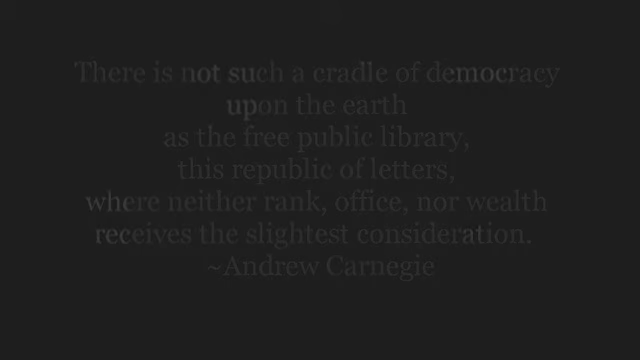 There is not such a cradle of democracy
upon the earth
as the free public library,
this republic of letters,
where neither rank, office, nor wealth
receives the slightest consideration.
~Andrew Carnegie